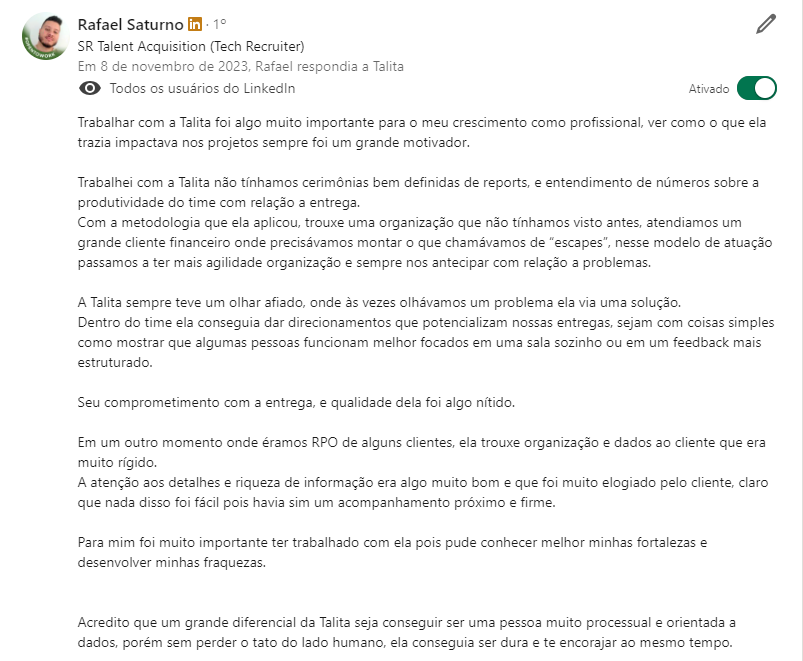 Rafael Saturno in · 1º
SR Talent Acquisition (Tech Recruiter)
Em 8 de novembro de 2023, Rafael respondia a Talita
Todos os usuários do LinkedIn
Ativado
Trabalhar com a Talita foi algo muito importante para o meu crescimento como profissional, ver como o que ela
trazia impactava nos projetos sempre foi um grande motivador.
Trabalhei com a Talita não tínhamos cerimônias bem definidas de reports, e entendimento de números sobre a
produtividade do time com relação a entrega.
Com a metodologia que ela aplicou, trouxe uma organização que não tínhamos visto antes, atendiamos um
grande cliente financeiro onde precisávamos montar o que chamávamos de “escapes”, nesse modelo de atuação
passamos a ter mais agilidade organização e sempre nos antecipar com relação a problemas.
A Talita sempre teve um olhar afiado, onde às vezes olhávamos um problema ela via uma solução.
Dentro do time ela conseguia dar direcionamentos que potencializam nossas entregas, sejam com coisas simples
como mostrar que algumas pessoas funcionam melhor focados em uma sala sozinho ou em um feedback mais
estruturado.
Seu comprometimento com a entrega, e qualidade dela foi algo nítido.
Em um outro momento onde éramos RPO de alguns clientes, ela trouxe organização e dados ao cliente que era
muito rígido.
A atenção aos detalhes e riqueza de informação era algo muito bom e que foi muito elogiado pelo cliente, claro
que nada disso foi fácil pois havia sim um acompanhamento próximo e firme.
Para mim foi muito importante ter trabalhado com ela pois pude conhecer melhor minhas fortalezas e
desenvolver minhas fraquezas.
Acredito que um grande diferencial da Talita seja conseguir ser uma pessoa muito processual e orientada a
dados, porém sem perder o tato do lado humano, ela conseguia ser dura e te encorajar ao mesmo tempo.